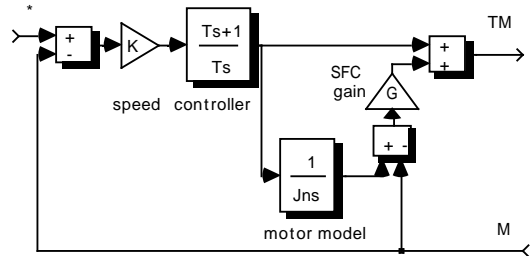 *
TM
+
-
K
Ts+1
Ts
+
+
SFC
gain
G
speed controller
+ -
1
Jns
motor model
M